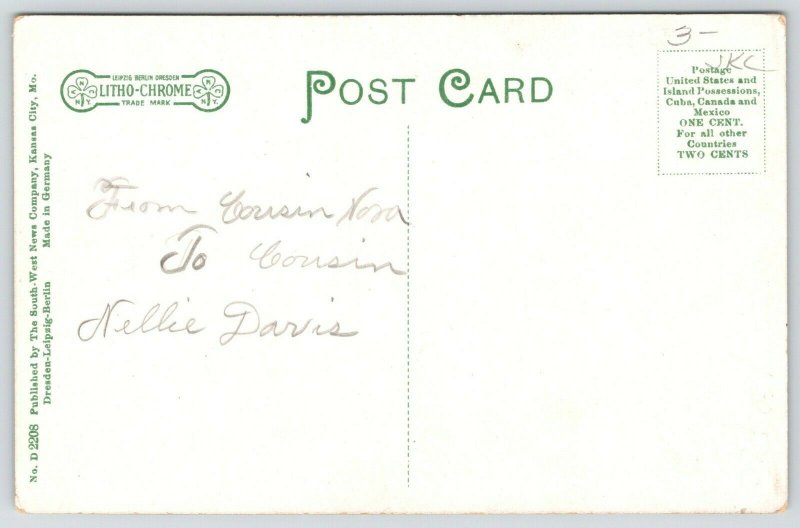 3-
JKC
LEIPZIG BERLIN DRESDEN
LITHO-CHROME
TRADE MARK
N N Y.
N N Y.
POST CARD
Postage
United States and
Island Possessions,
Cuba, Canada and
Mexico
ONE CENT.
For all other
Countries
TWO CENTS
From Cousin Nora
To Cousin
Nellie Davis
No. D 2208 Published by The South-West News Company, Kansas City, Mo.
Dresden-Leipzig-Berlin Made in Germany